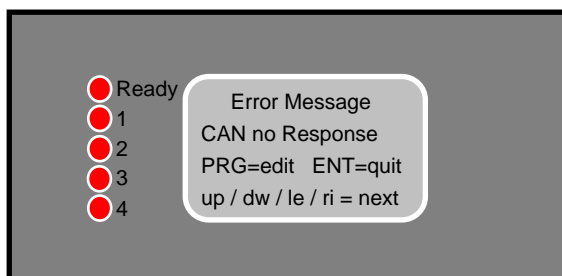 Ready
1
2
3
4
Error Message
CAN no Response
PRG=edit ENT=quit
up / dw / le / ri = next